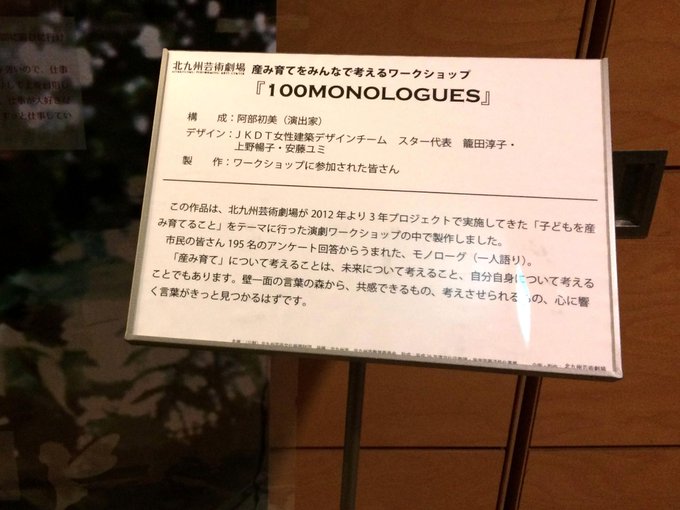 北九州芸術劇場 産み育てをみんなで考えるワークショップ
『100MONOLOGUES』
構 成：阿部初美（演出家）
デザイン：JKDT女性建築デザインチーム スター代表 籠田淳子・
上野暢子・安藤ユミ
製 作：ワークショップに参加された皆さん
この作品は、北九州芸術劇場が2012年より3年プロジェクトで実施してきた「子どもを産
み育てること」をテーマに行った演劇ワークショップの中で製作しました。
市民の皆さん195名のアンケート回答からうまれた、モノローグ（一人語り）。
「産み育て」について考えることは、未来について考えること、自分自身について考える
ことでもあります。壁一面の言葉の森から、共感できるもの、考えさせられるもの、心に響
く言葉がきっと見つかるはずです。
北九州芸術劇場